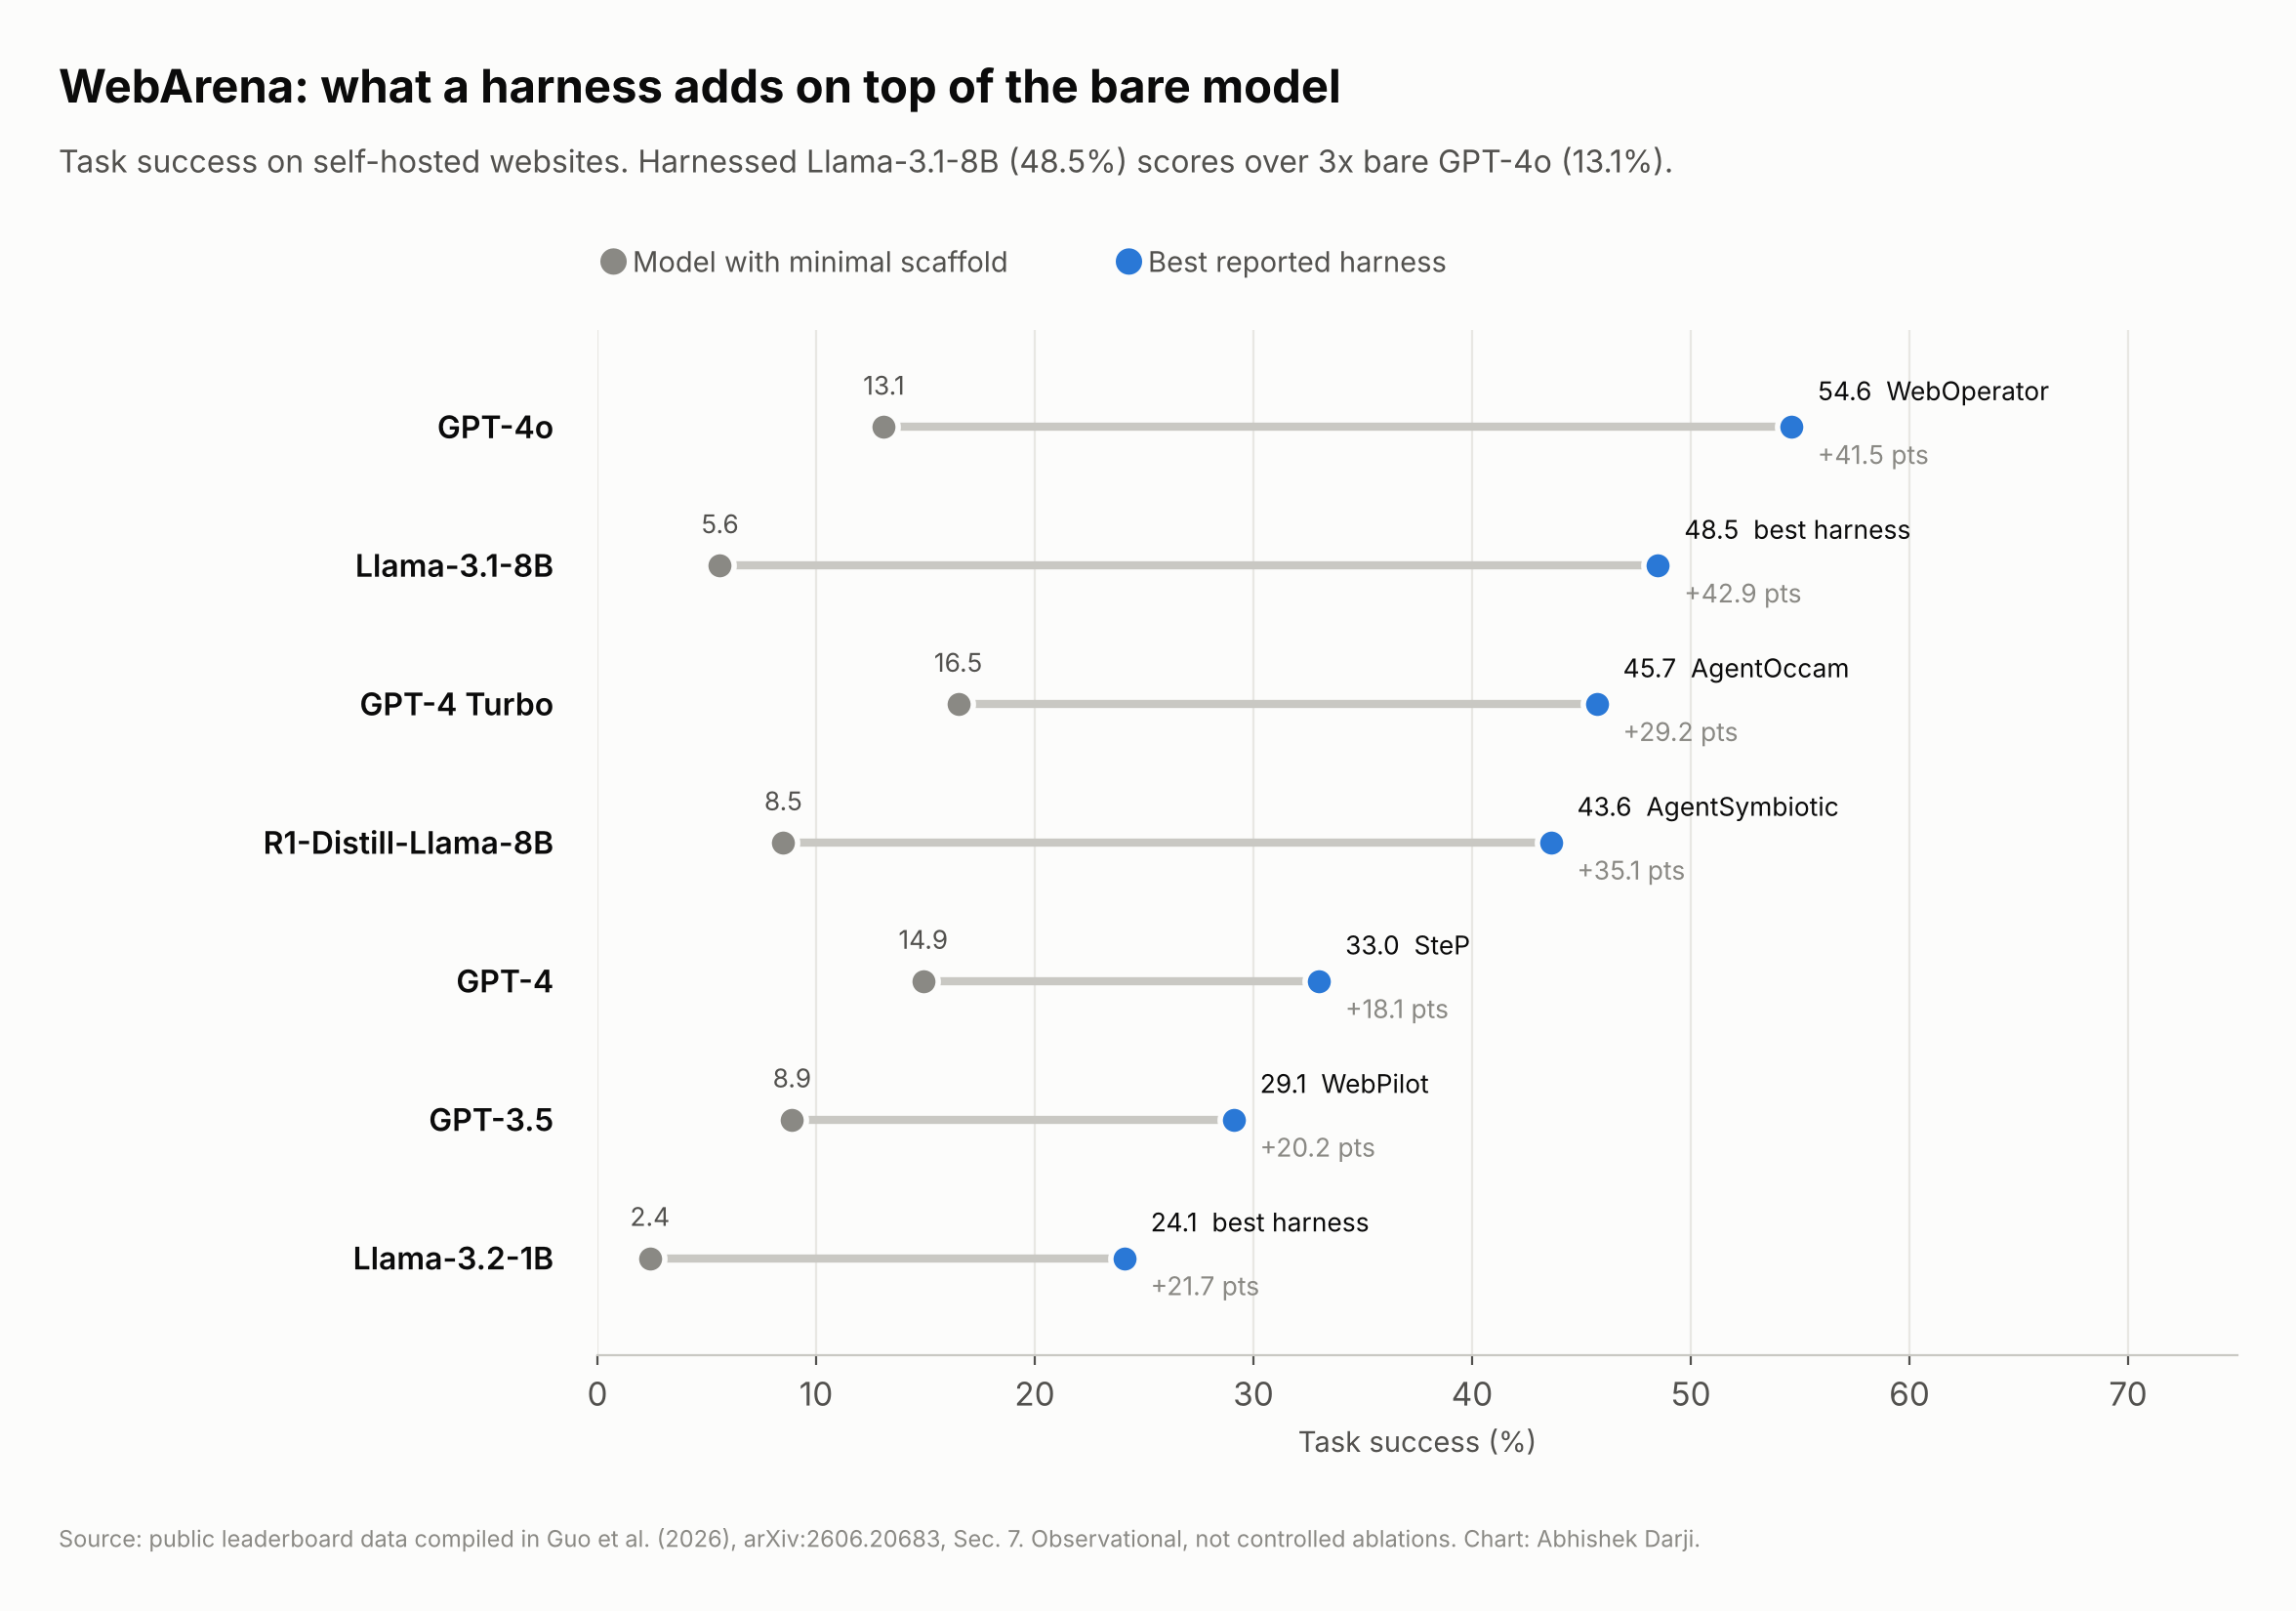 WebArena: what a harness adds on top of the bare model
Task success on self-hosted websites. Harnessed Llama-3.1-8B (48.5%) scores over 3x bare GPT-4o (13.1%).
Model with minimal scaffold
Best reported harness
GPT-4o
13.1
54.6 WebOperator
+41.5 pts
Llama-3.1-8B
5.6
48.5 best harness
+42.9 pts
GPT-4 Turbo
16.5
45.7 AgentOccam
+29.2 pts
R1-Distill-Llama-8B
8.5
43.6 AgentSymbiotic
+35.1 pts
GPT-4
14.9
33.0 SteP
+18.1 pts
GPT-3.5
8.9
29.1 WebPilot
+20.2 pts
Llama-3.2-1B
2.4
24.1 best harness
+21.7 pts
0 10 20 30 40 50 60 70
Task success (%)
Source: public leaderboard data compiled in Guo et al. (2026), arXiv:2606.20683, Sec. 7. Observational, not controlled ablations. Chart: Abhishek Darji.